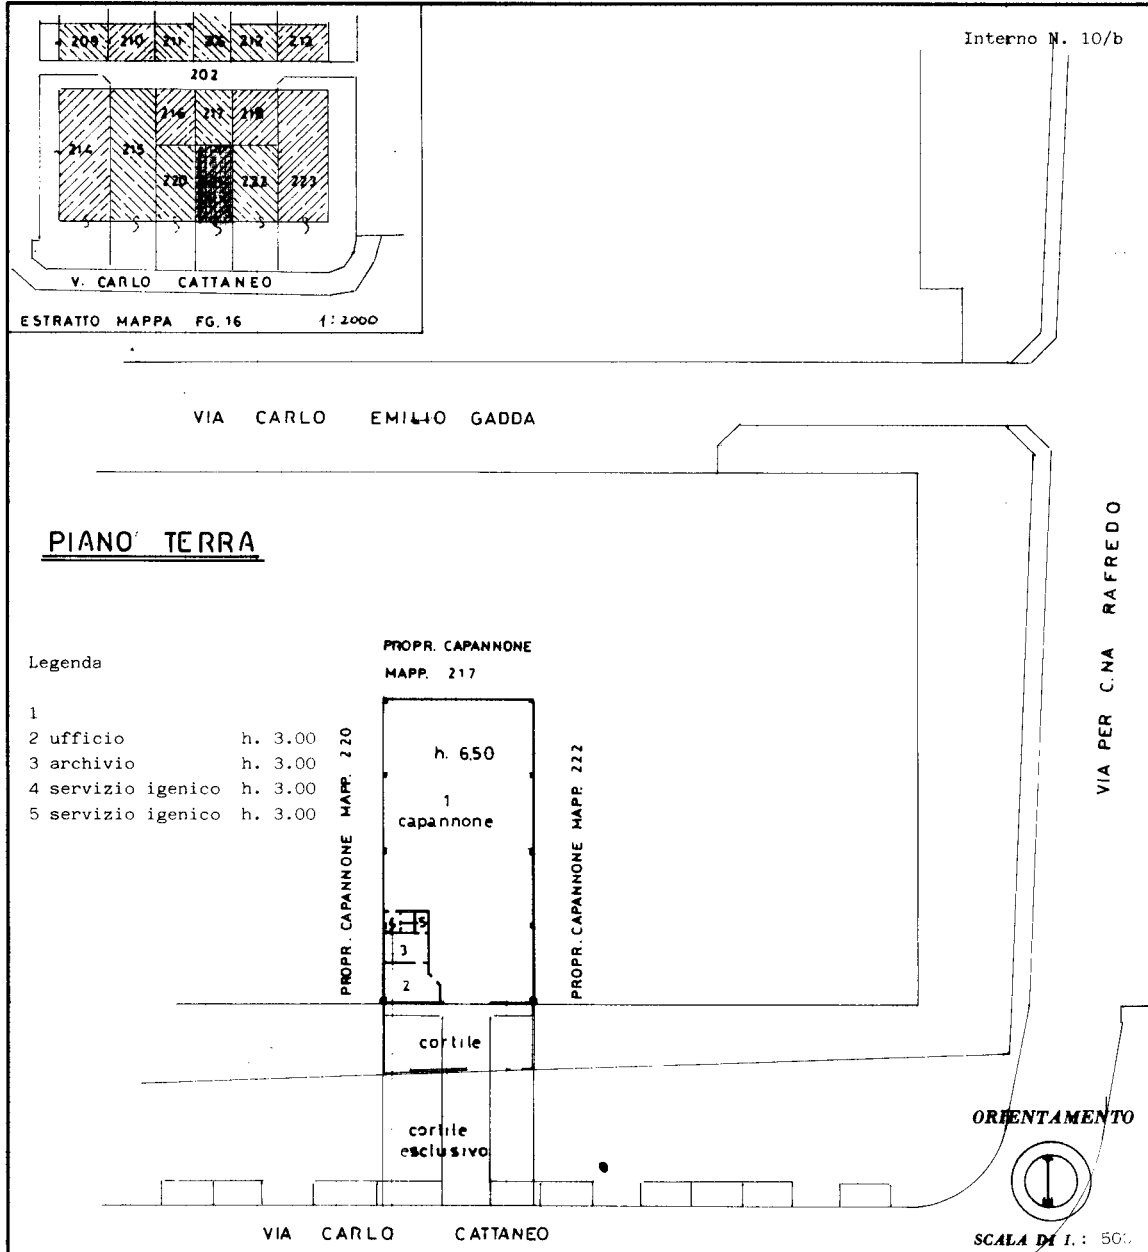 Interno N. 10/b
209 210 211 206 212 213
202
216 217 218
214 215
220 222 223
V. CARLO CATTANEO
ESTRATTO MAPPA FG. 16 1:2000
VIA CARLO EMILIO GADDA
PIANO TERRA
VIA PER C.NA RAFREDO
PROPR. CAPANNONE
MAPP. 217
Legenda
1
2 ufficio h. 3.00
3 archivio h. 3.00
4 servizio igenico h. 3.00
5 servizio igenico h. 3.00
PROPR. CAPANNONE MAPP. 220
h. 6.50
1
capannone
PROPR. CAPANNONE MAPP. 222
4 5
3
2
cortile
cortile
esclusivo
ORIENTAMENTO
VIA CARLO CATTANEO
SCALA DI 1.: